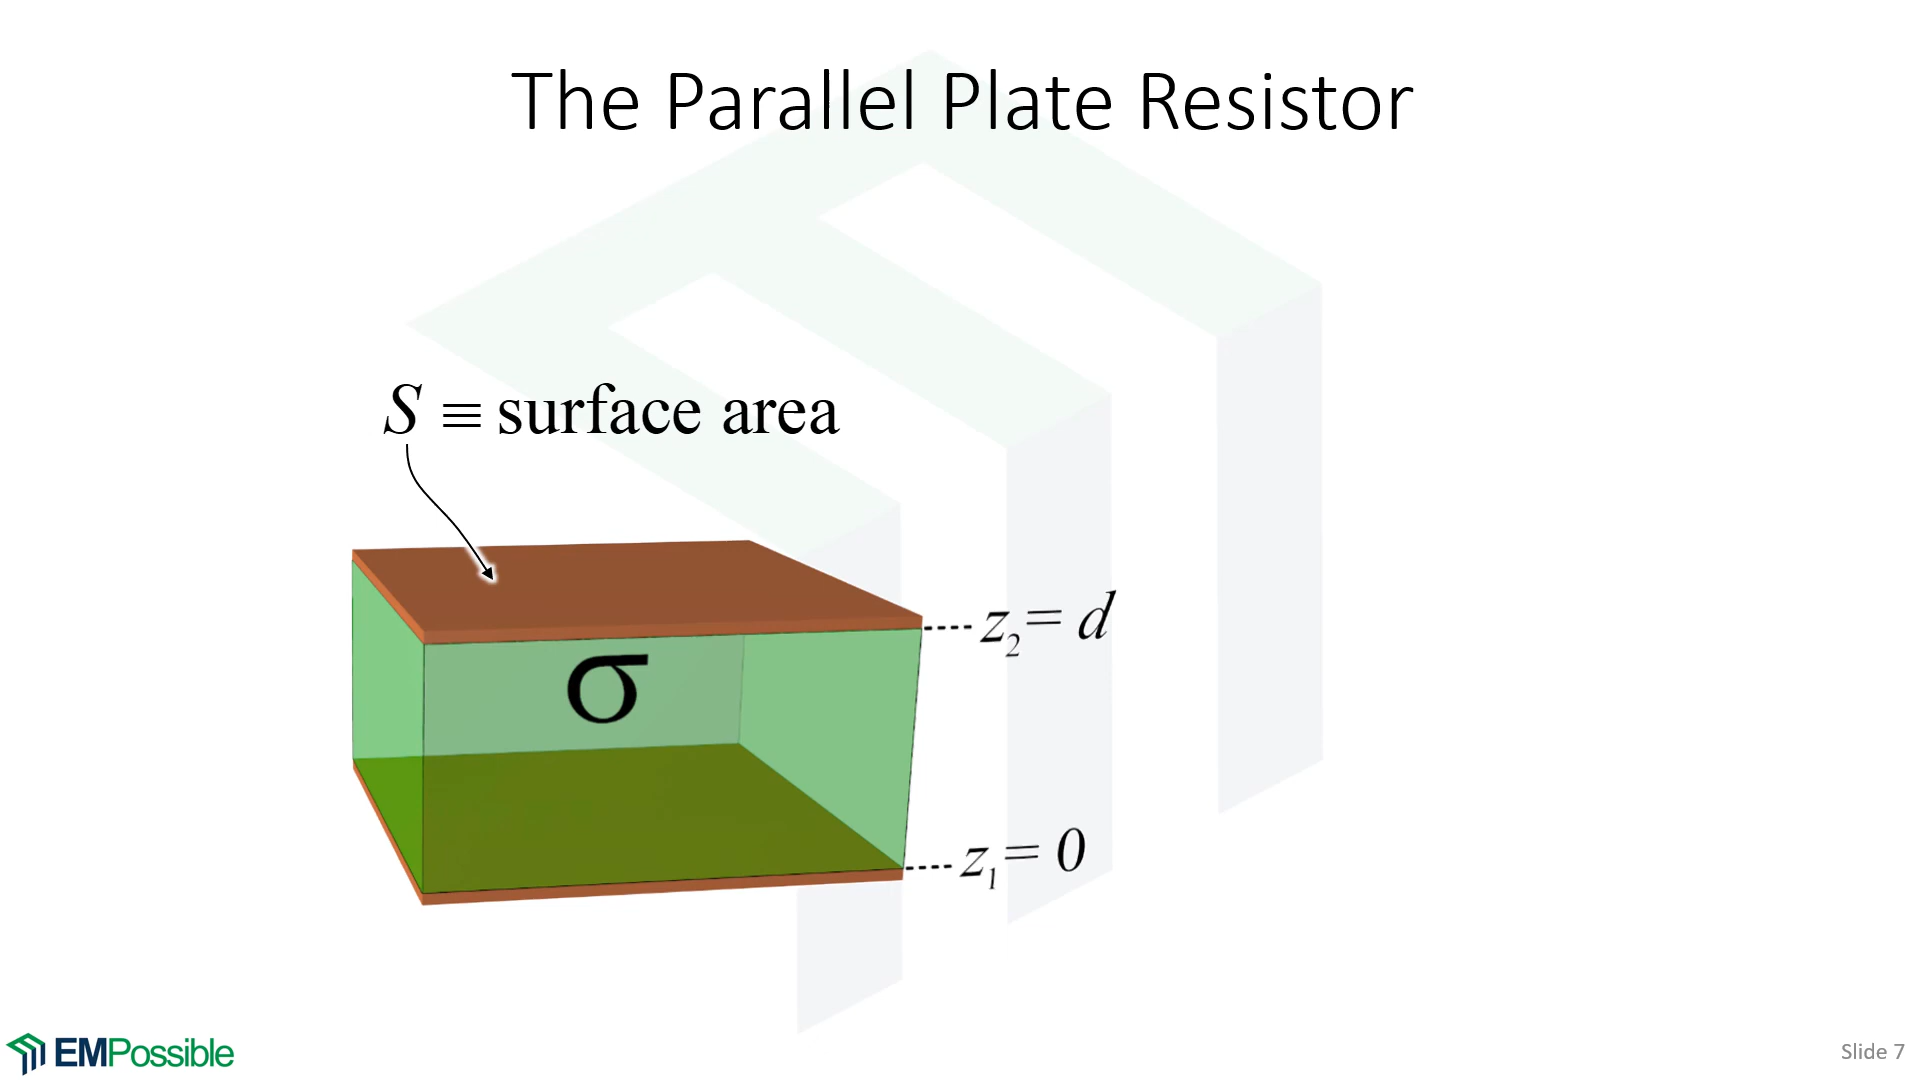 The Parallel Plate Resistor
S ≡ surface area
z₂ = d
σ
z₁ = 0
EMPossible
Slide 7